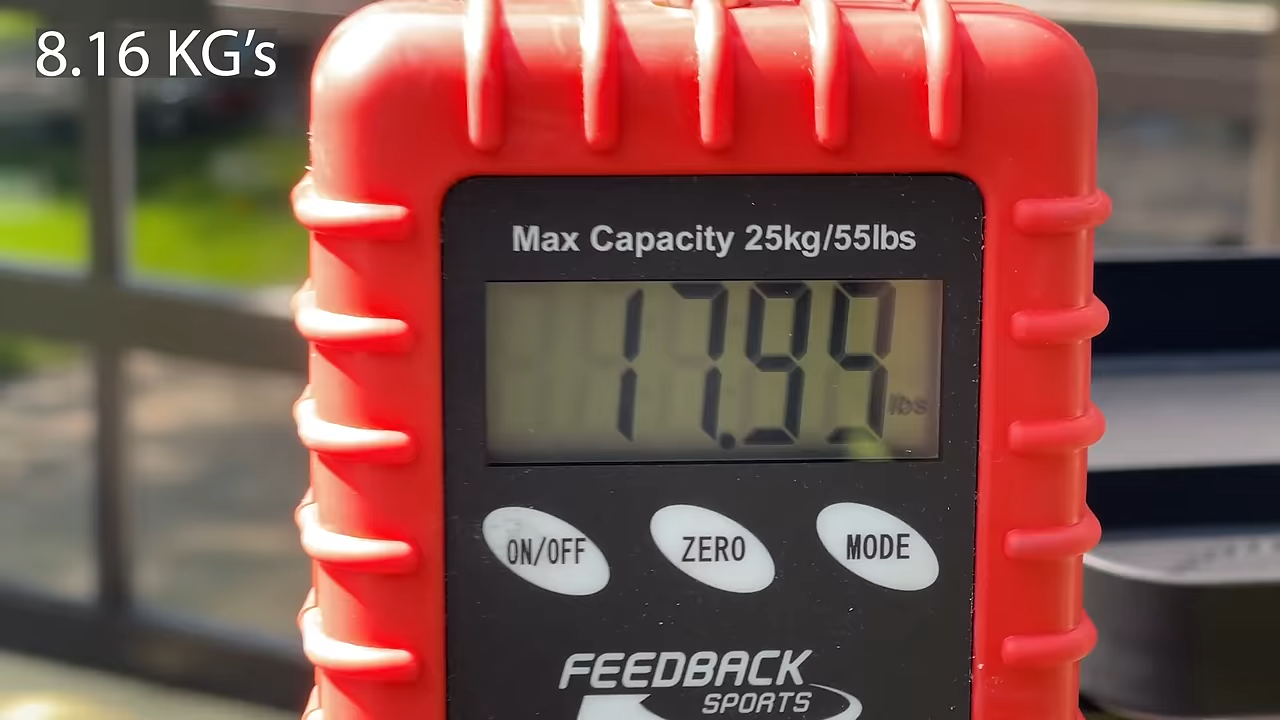 8.16 KG’s
Max Capacity 25kg/55lbs
17.99 lbs
ON/OFF ZERO MODE
FEEDBACK
SPORTS